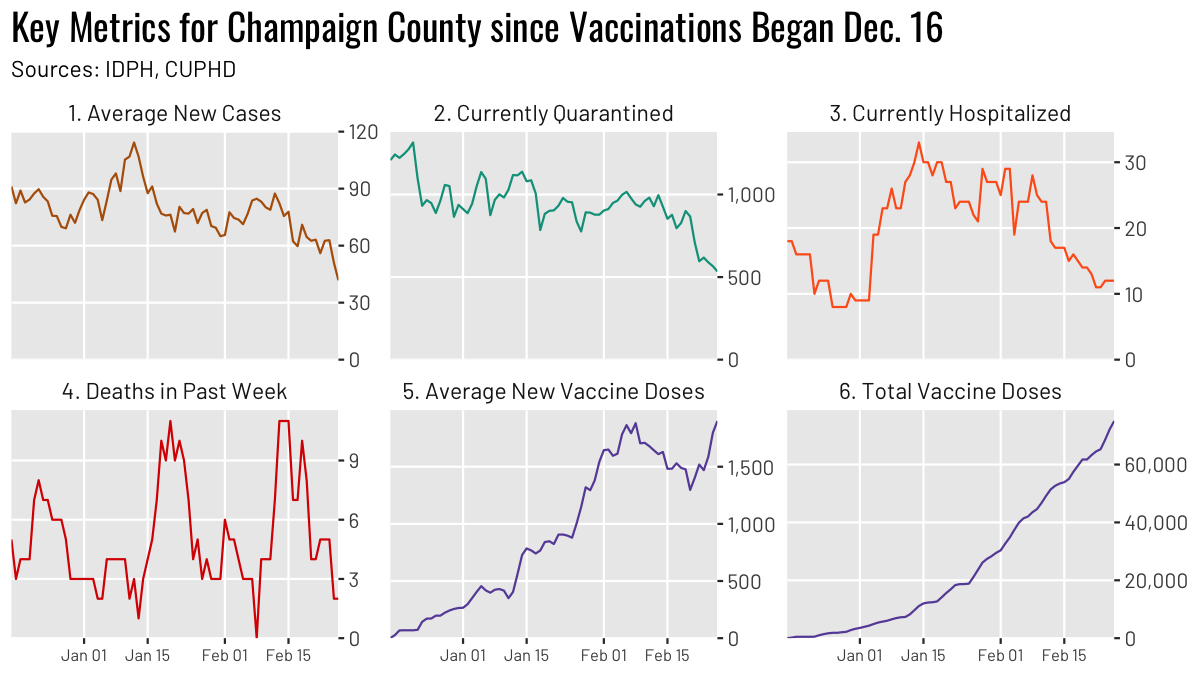 Key Metrics for Champaign County since Vaccinations Began Dec. 16
Sources: IDPH, CUPHD
1. Average New Cases
120
90
60
30
0
2. Currently Quarantined
1,000
500
0
3. Currently Hospitalized
30
20
10
0
4. Deaths in Past Week
9
6
3
0
Jan 01 Jan 15 Feb 01 Feb 15
5. Average New Vaccine Doses
1,500
1,000
500
0
Jan 01 Jan 15 Feb 01 Feb 15
6. Total Vaccine Doses
60,000
40,000
20,000
0
Jan 01 Jan 15 Feb 01 Feb 15